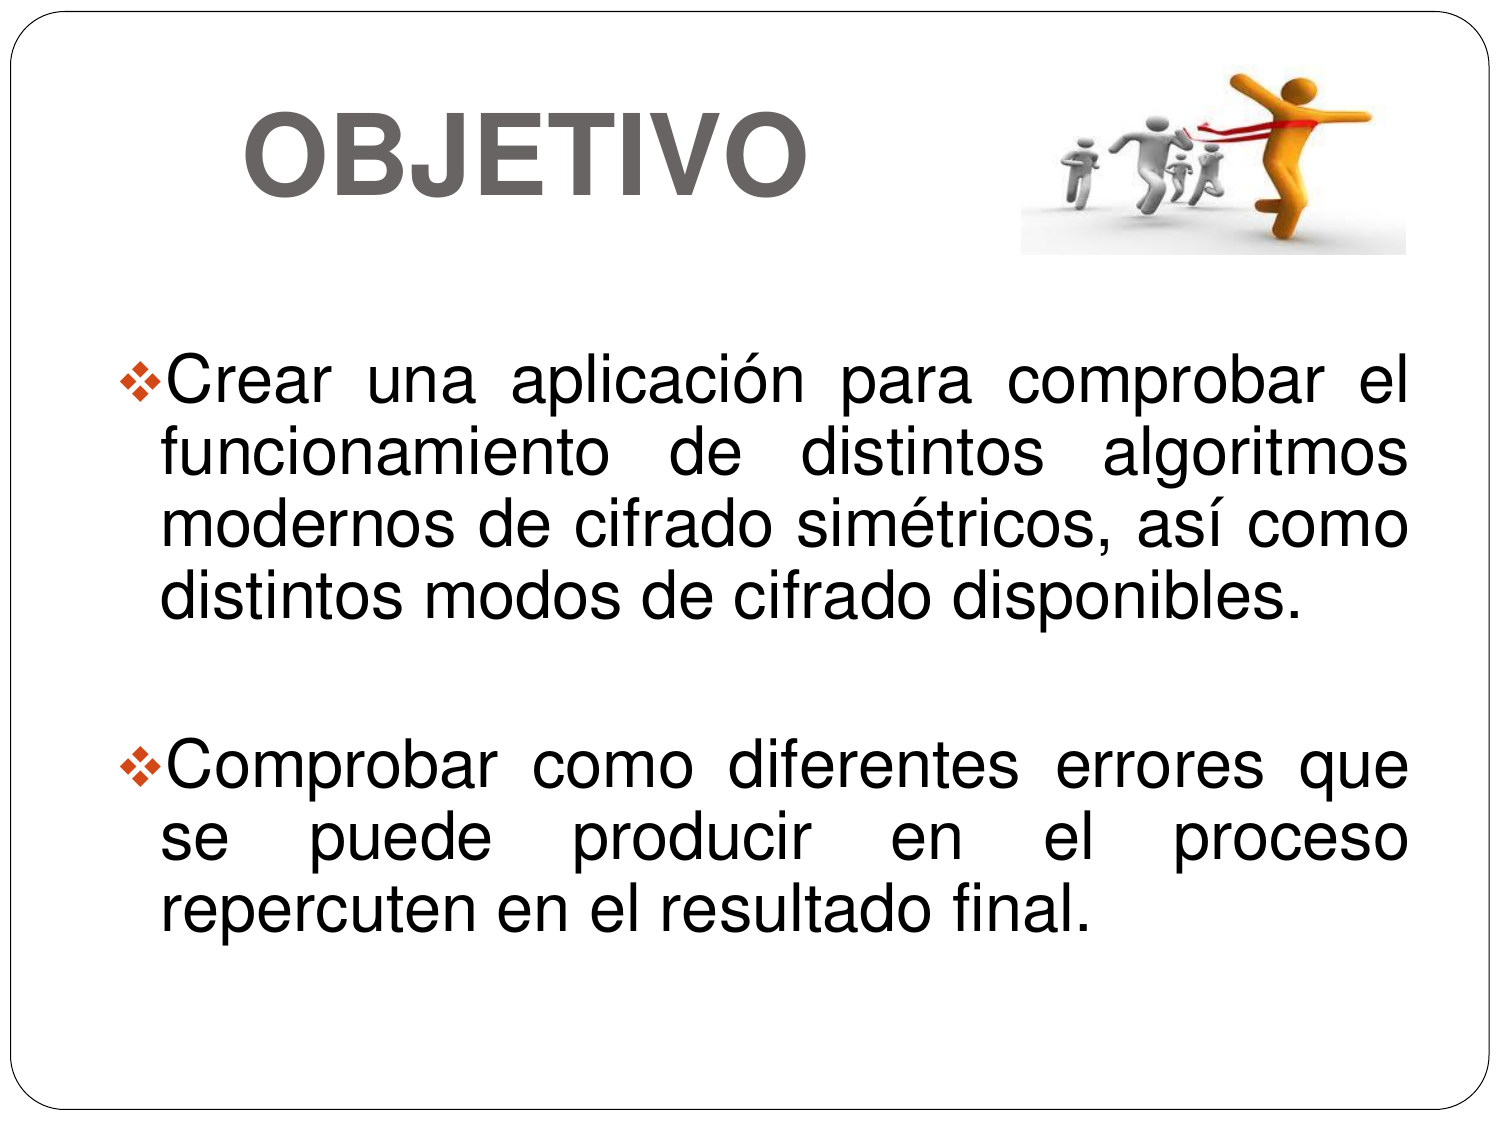 OBJETIVO
❖Crear una aplicación para comprobar el
funcionamiento de distintos algoritmos
modernos de cifrado simétricos, así como
distintos modos de cifrado disponibles.
❖Comprobar como diferentes errores que
se puede producir en el proceso
repercuten en el resultado final.